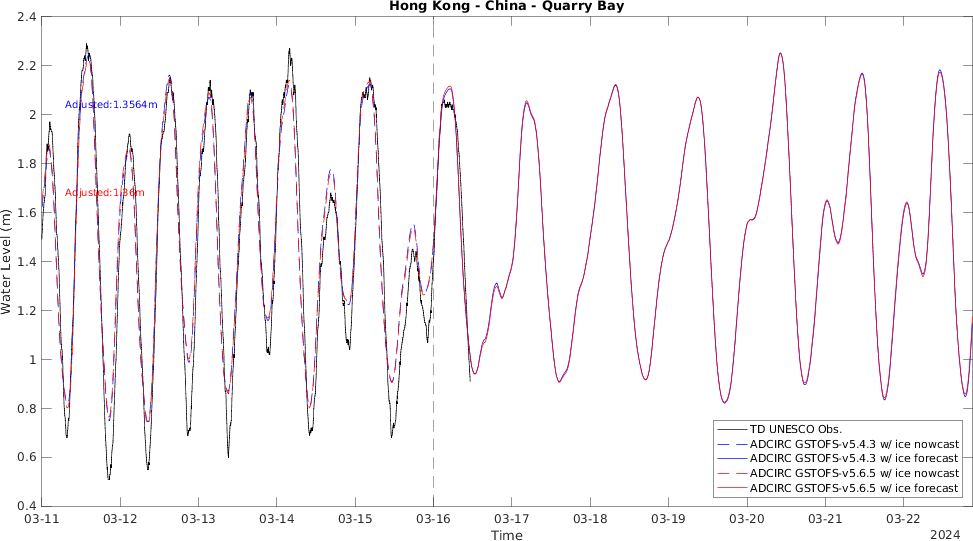 Hong Kong - China - Quarry Bay
2.4
2.2
2
1.8
1.6
1.4
1.2
1
0.8
0.6
0.4
Water Level (m)
Adjusted:1.3564m
Adjusted:1.36m
TD UNESCO Obs.
ADCIRC GSTOFS-v5.4.3 w/ ice nowcast
ADCIRC GSTOFS-v5.4.3 w/ ice forecast
ADCIRC GSTOFS-v5.6.5 w/ ice nowcast
ADCIRC GSTOFS-v5.6.5 w/ ice forecast
03-11 03-12 03-13 03-14 03-15 03-16 03-17 03-18 03-19 03-20 03-21 03-22
Time
2024